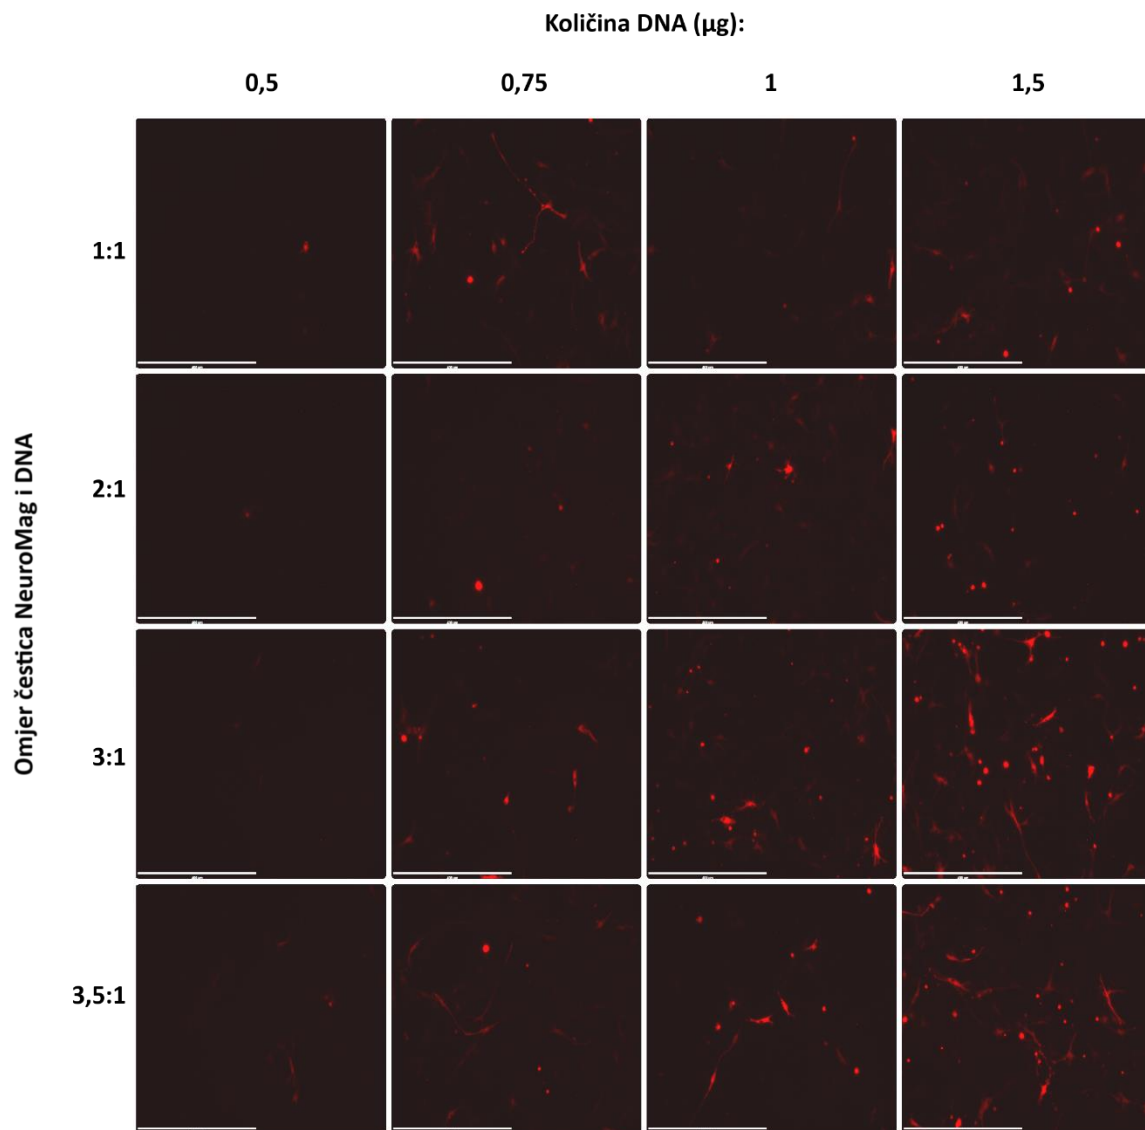 Količina DNA (µg):
0,5 0,75 1 1,5
Omjer čestica NeuroMag i DNA
1:1
2:1
3:1
3,5:1